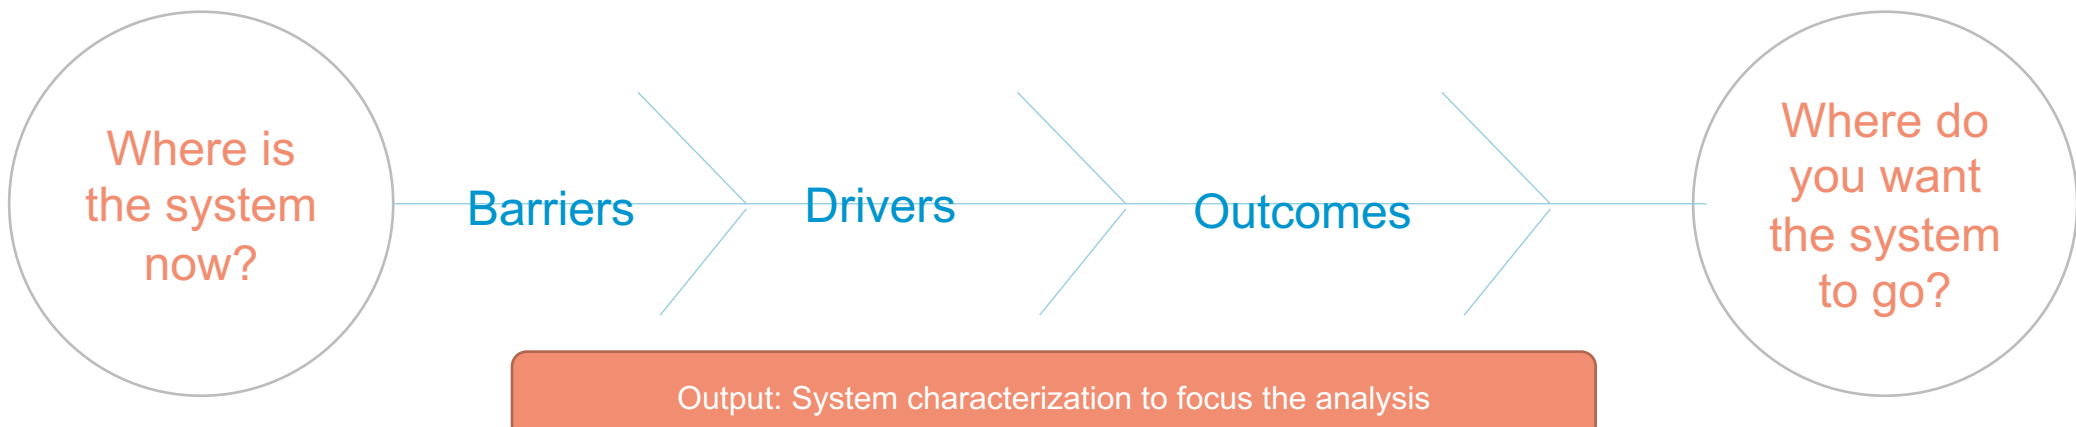 Where is
the system
now?
Barriers
Drivers
Outcomes
Where do
you want
the system
to go?
Output: System characterization to focus the analysis